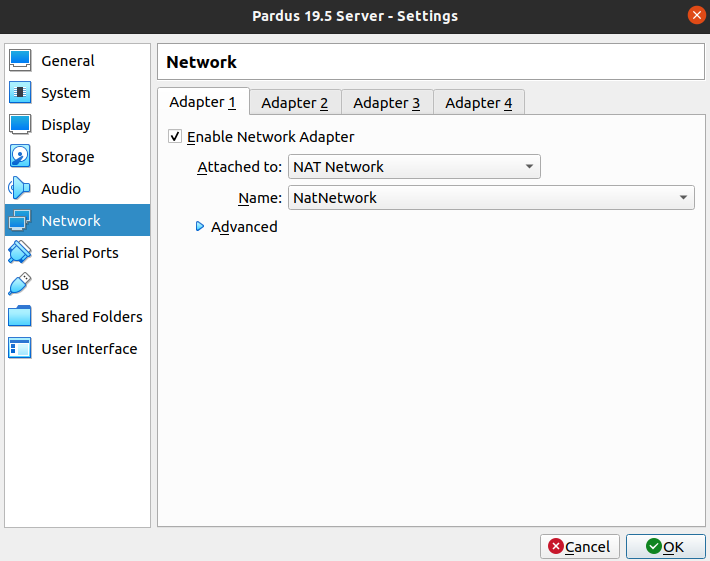 Pardus 19.5 Server - Settings
General
System
Display
Storage
Audio
Network
Serial Ports
USB
Shared Folders
User Interface
Network
Adapter 1 Adapter 2 Adapter 3 Adapter 4
Enable Network Adapter
Attached to: NAT Network
Name: NatNetwork
Advanced
Cancel OK